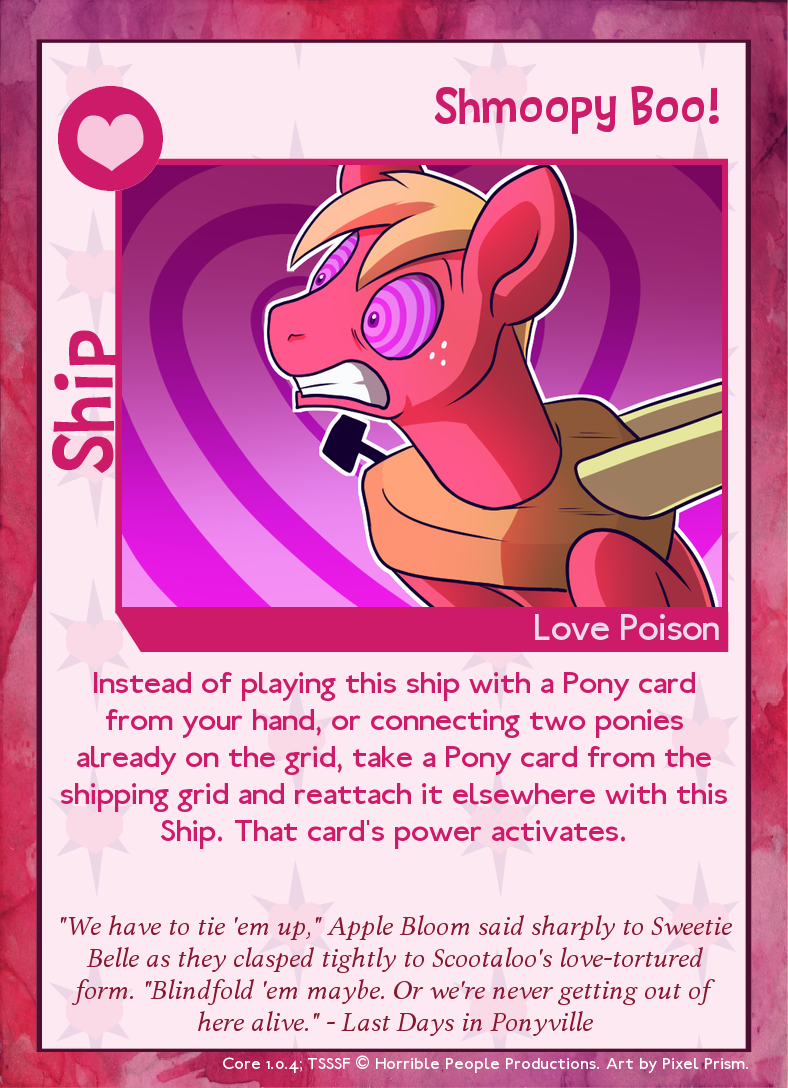 Shmoopy Boo!
Ship
Love Poison
Instead of playing this ship with a Pony card
from your hand, or connecting two ponies
already on the grid, take a Pony card from the
shipping grid and reattach it elsewhere with this
Ship. That card's power activates.
"We have to tie 'em up," Apple Bloom said sharply to Sweetie
Belle as they clasped tightly to Scootaloo's love-tortured
form. "Blindfold 'em maybe. Or we're never getting out of
here alive." - Last Days in Ponyville
Core 1.0.4; TSSSF © Horrible People Productions. Art by Pixel Prism.